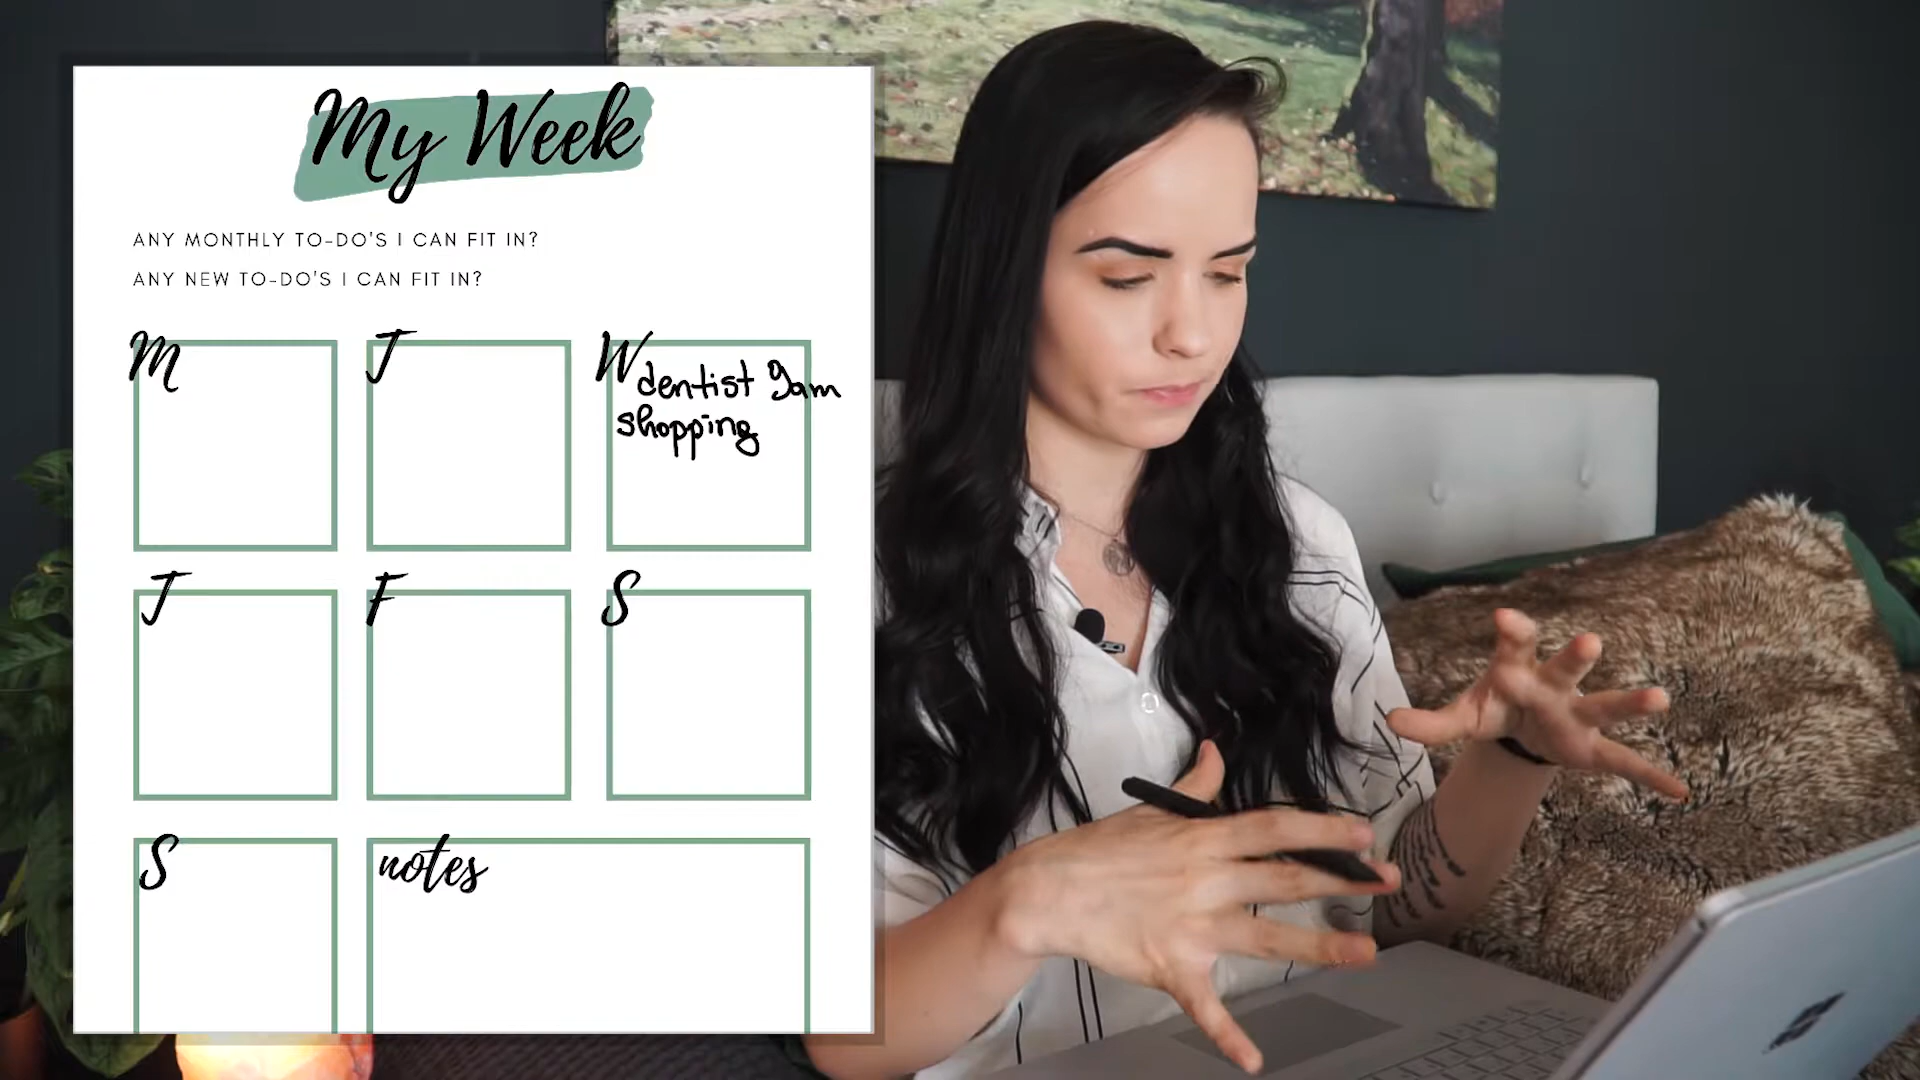 My Week
ANY MONTHLY TO-DO'S I CAN FIT IN?
ANY NEW TO-DO'S I CAN FIT IN?
M
T
W
dentist 9am
shopping
T
F
S
S
notes